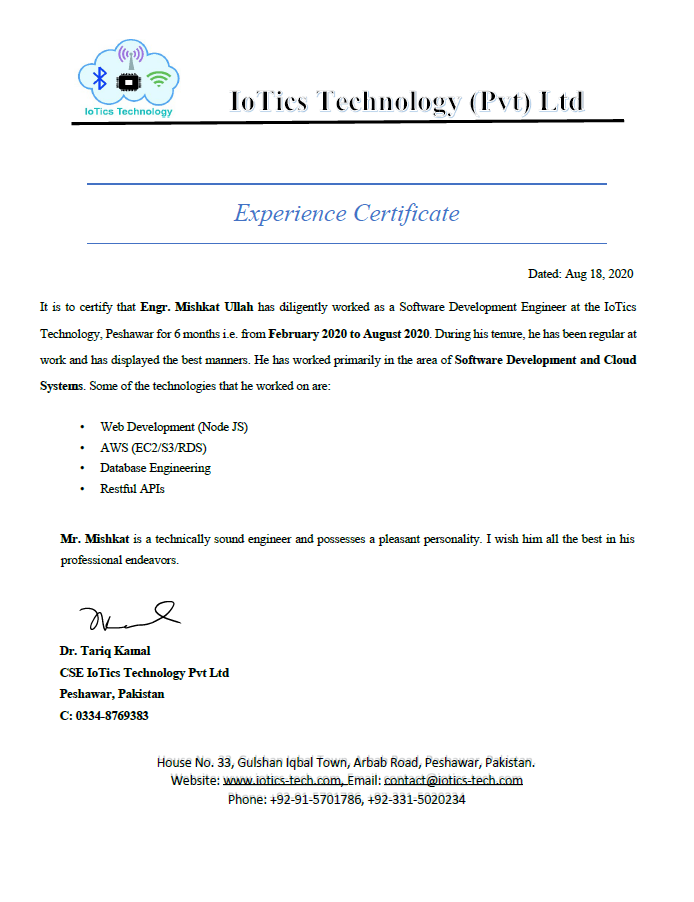 IoTics Technology
IoTics Technology (Pvt) Ltd
Experience Certificate
Dated: Aug 18, 2020
It is to certify that Engr. Mishkat Ullah has diligently worked as a Software Development Engineer at the IoTics
Technology, Peshawar for 6 months i.e. from February 2020 to August 2020. During his tenure, he has been regular at
work and has displayed the best manners. He has worked primarily in the area of Software Development and Cloud
Systems. Some of the technologies that he worked on are:
• Web Development (Node JS)
• AWS (EC2/S3/RDS)
• Database Engineering
• Restful APIs
Mr. Mishkat is a technically sound engineer and possesses a pleasant personality. I wish him all the best in his
professional endeavors.
Dr. Tariq Kamal
CSE IoTics Technology Pvt Ltd
Peshawar, Pakistan
C: 0334-8769383
House No. 33, Gulshan Iqbal Town, Arbab Road, Peshawar, Pakistan.
Website: www.iotics-tech.com, Email: contact@iotics-tech.com
Phone: +92-91-5701786, +92-331-5020234